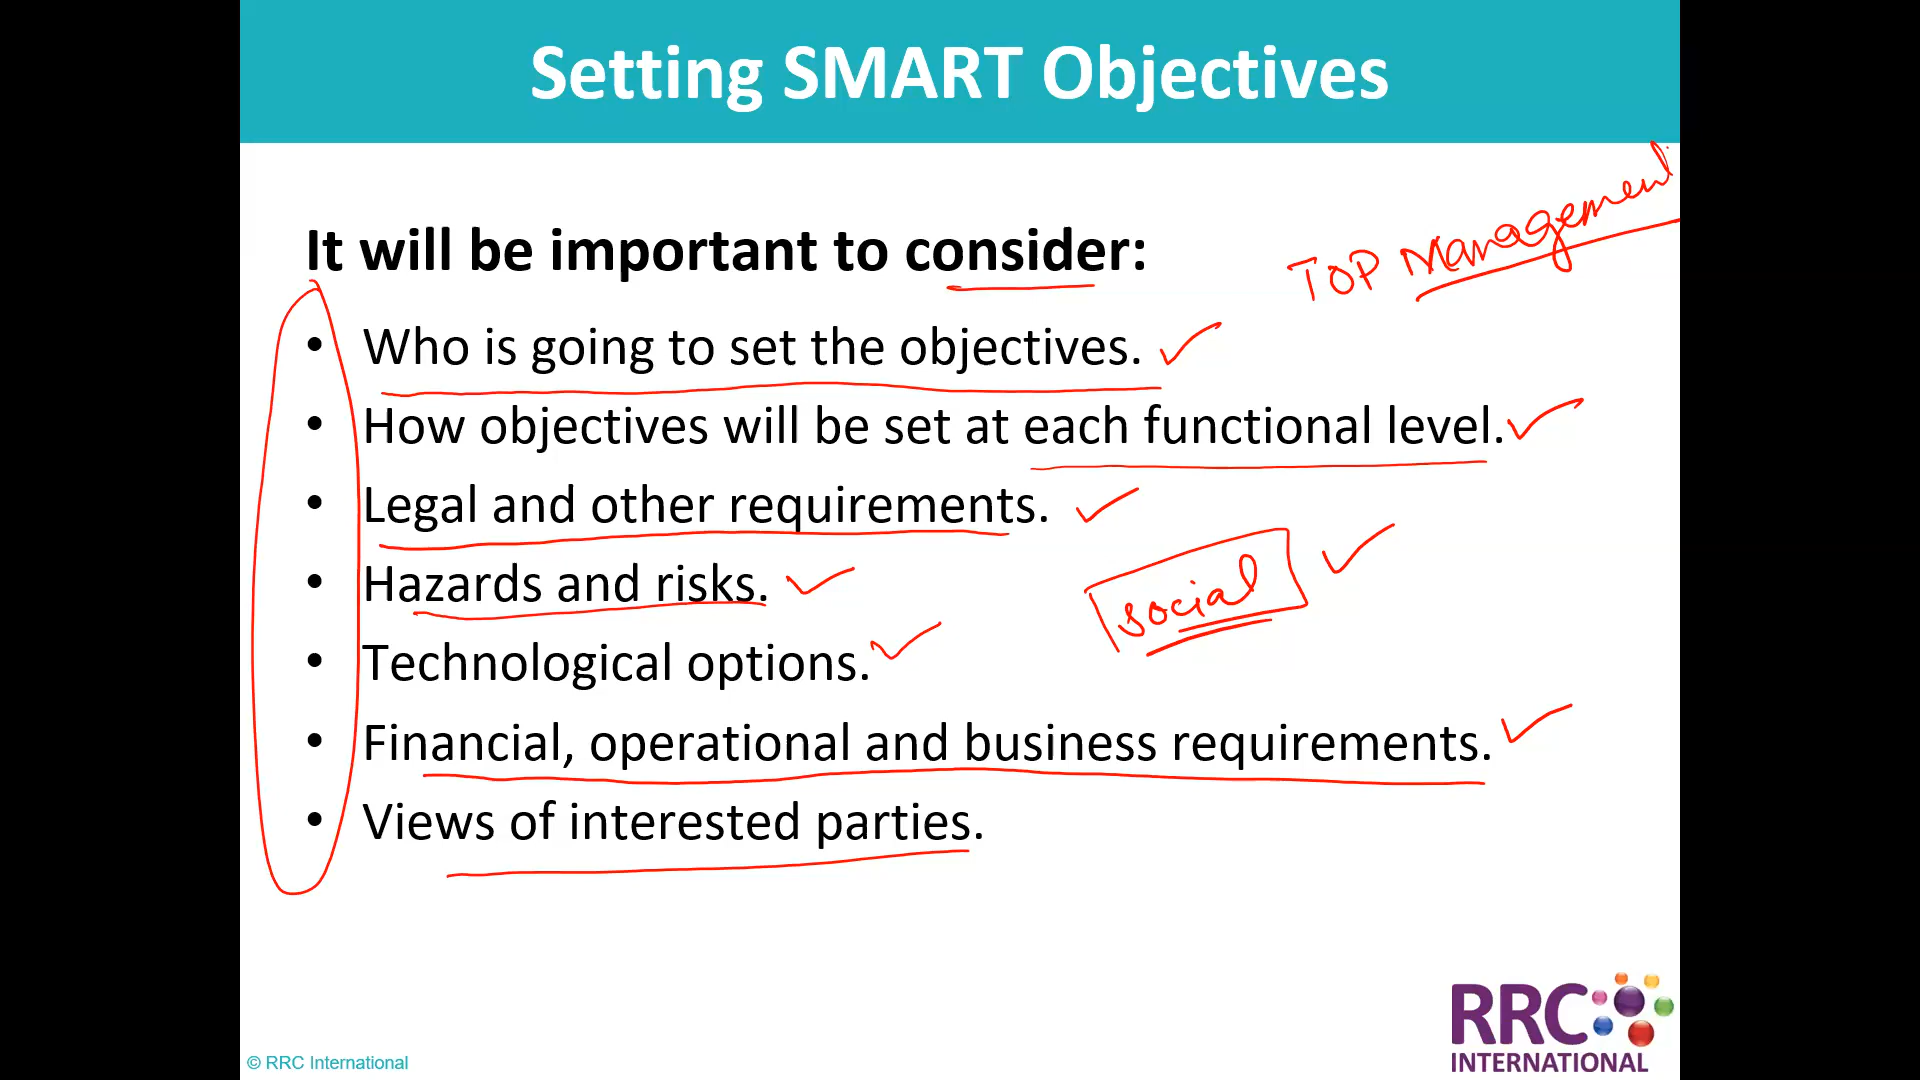 Setting SMART Objectives
It will be important to consider:
TOP Management
• Who is going to set the objectives.
• How objectives will be set at each functional level.
• Legal and other requirements.
• Hazards and risks.
social
• Technological options.
• Financial, operational and business requirements.
• Views of interested parties.
RRC
INTERNATIONAL
© RRC International